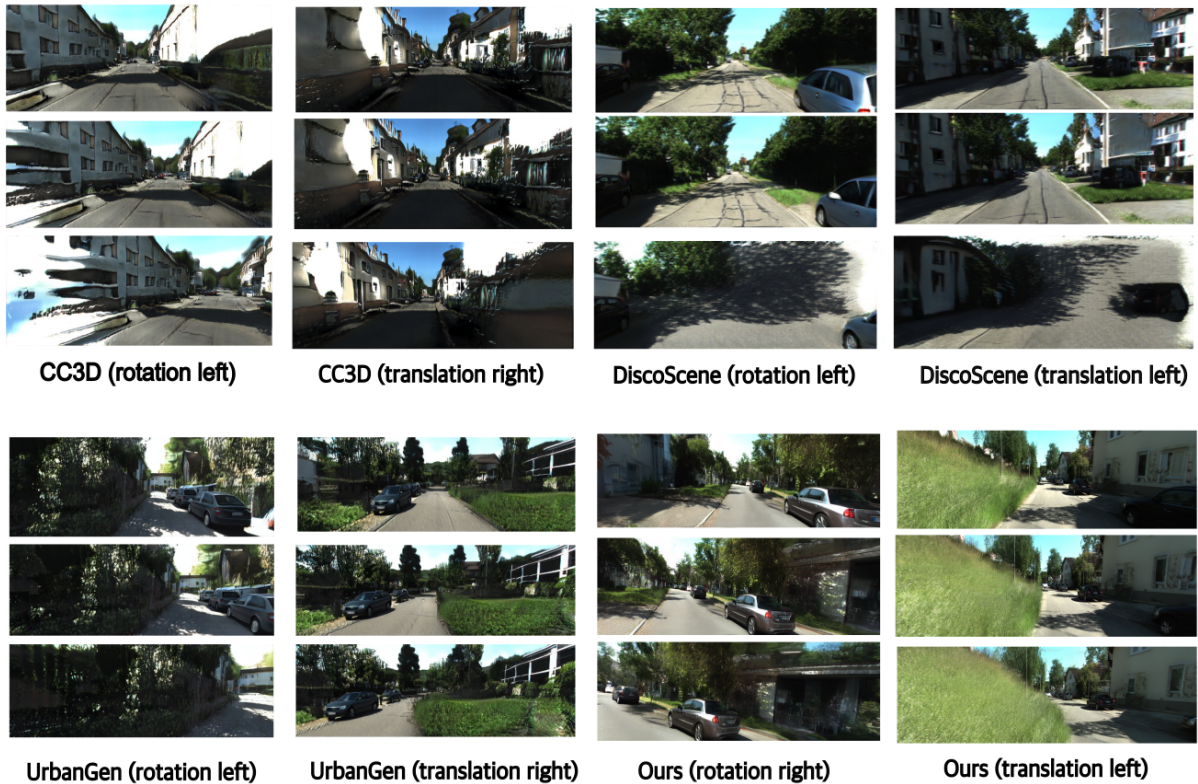 CC3D (rotation left)
CC3D (translation right)
DiscoScene (rotation left)
DiscoScene (translation left)
UrbanGen (rotation left)
UrbanGen (translation right)
Ours (rotation right)
Ours (translation left)